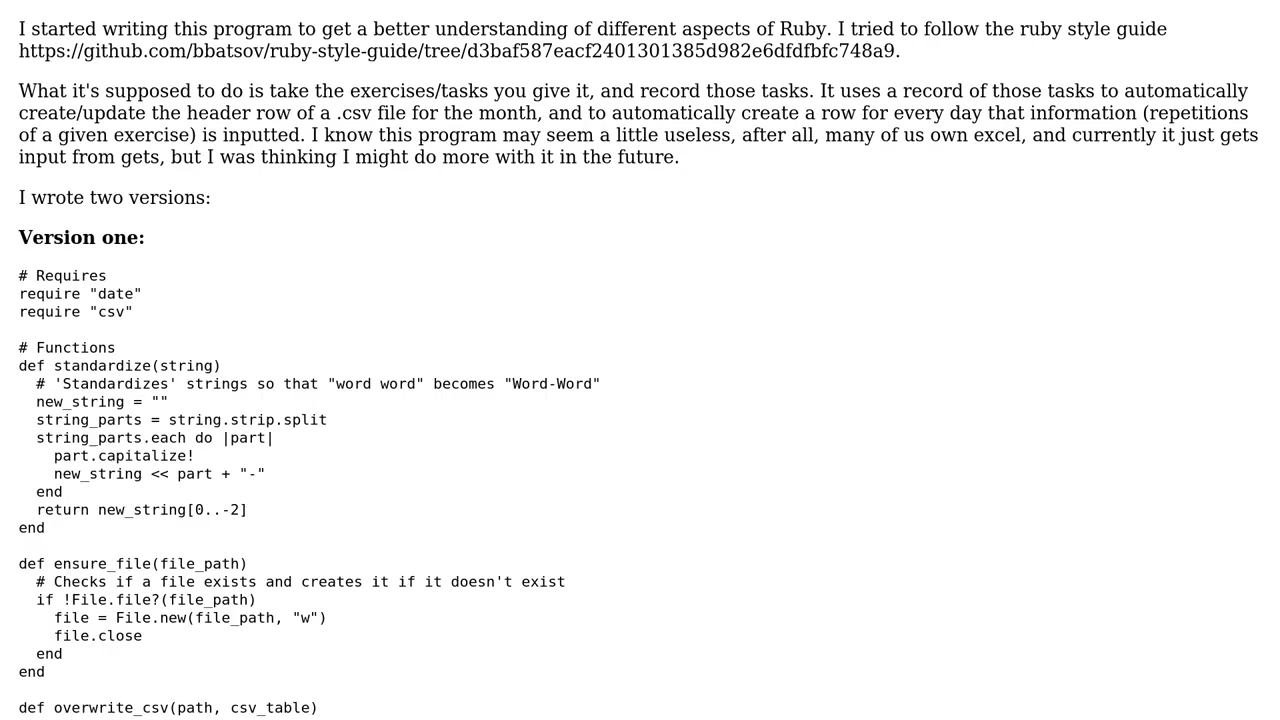 I started writing this program to get a better understanding of different aspects of Ruby. I tried to follow the ruby style guide
https://github.com/bbatsov/ruby-style-guide/tree/d3baf587eacf2401301385d982e6dfdfbfc748a9.
What it's supposed to do is take the exercises/tasks you give it, and record those tasks. It uses a record of those tasks to automatically
create/update the header row of a .csv file for the month, and to automatically create a row for every day that information (repetitions
of a given exercise) is inputted. I know this program may seem a little useless, after all, many of us own excel, and currently it just gets
input from gets, but I was thinking I might do more with it in the future.
I wrote two versions:
Version one:
# Requires
require "date"
require "csv"
# Functions
def standardize(string)
  # 'Standardizes' strings so that "word word" becomes "Word-Word"
  new_string = ""
  string_parts = string.strip.split
  string_parts.each do |part|
    part.capitalize!
    new_string << part + "-"
  end
  return new_string[0..-2]
end
def ensure_file(file_path)
  # Checks if a file exists and creates it if it doesn't exist
  if !File.file?(file_path)
    file = File.new(file_path, "w")
    file.close
  end
end
def overwrite_csv(path, csv_table)